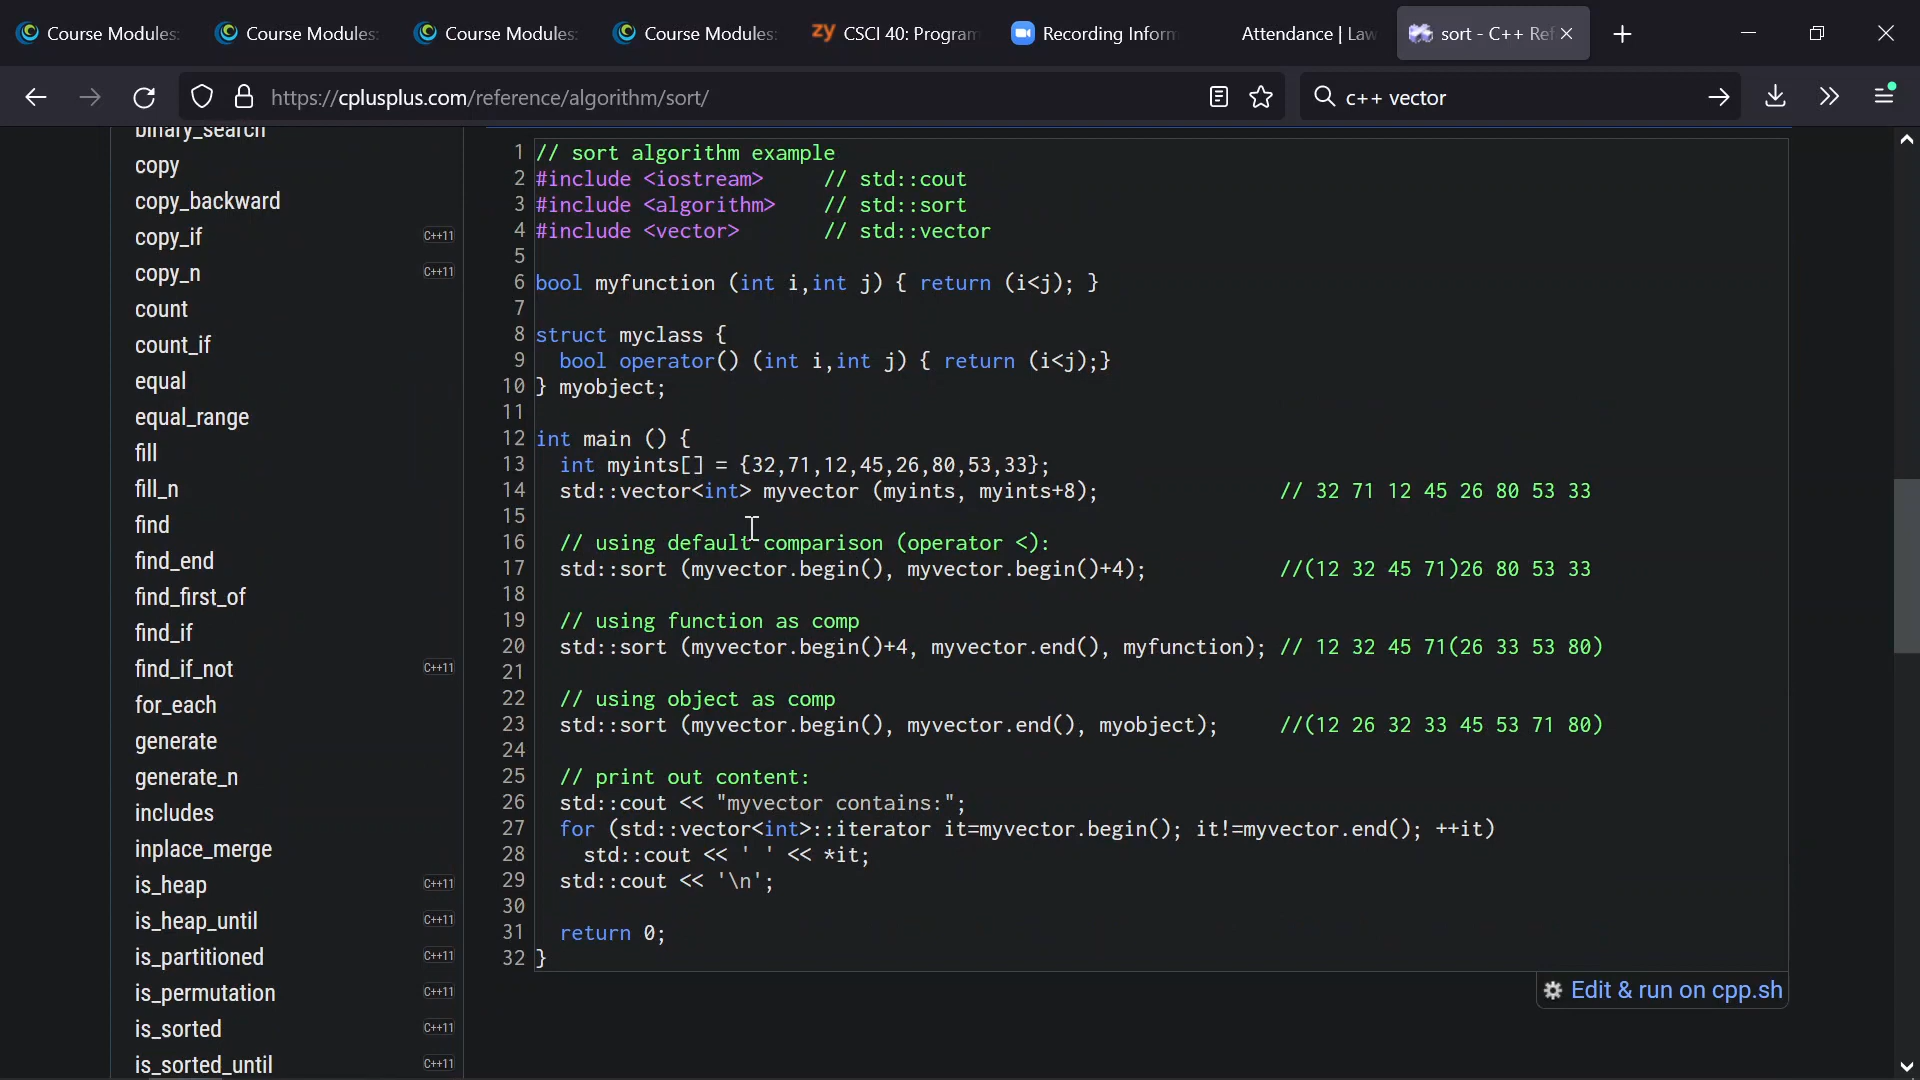 Course Modules:
Course Modules:
Course Modules:
Course Modules:
zy CSCI 40: Program
Recording Inform
Attendance | Law
sort - C++ Ref
https://cplusplus.com/reference/algorithm/sort/
c++ vector
binary_search
copy
copy_backward
copy_if C++11
copy_n C++11
count
count_if
equal
equal_range
fill
fill_n
find
find_end
find_first_of
find_if
find_if_not C++11
for_each
generate
generate_n
includes
inplace_merge
is_heap C++11
is_heap_until C++11
is_partitioned C++11
is_permutation C++11
is_sorted C++11
is_sorted_until C++11
1 // sort algorithm example
2 #include <iostream>     // std::cout
3 #include <algorithm>    // std::sort
4 #include <vector>       // std::vector
5
6 bool myfunction (int i,int j) { return (i<j); }
7
8 struct myclass {
9   bool operator() (int i,int j) { return (i<j);}
10 } myobject;
11
12 int main () {
13   int myints[] = {32,71,12,45,26,80,53,33};
14   std::vector<int> myvector (myints, myints+8);               // 32 71 12 45 26 80 53 33
15
16   // using default comparison (operator <):
17   std::sort (myvector.begin(), myvector.begin()+4);           //(12 32 45 71)26 80 53 33
18
19   // using function as comp
20   std::sort (myvector.begin()+4, myvector.end(), myfunction); // 12 32 45 71(26 33 53 80)
21
22   // using object as comp
23   std::sort (myvector.begin(), myvector.end(), myobject);     //(12 26 32 33 45 53 71 80)
24
25   // print out content:
26   std::cout << "myvector contains:";
27   for (std::vector<int>::iterator it=myvector.begin(); it!=myvector.end(); ++it)
28     std::cout << ' ' << *it;
29   std::cout << '\n';
30
31   return 0;
32 }
Edit & run on cpp.sh